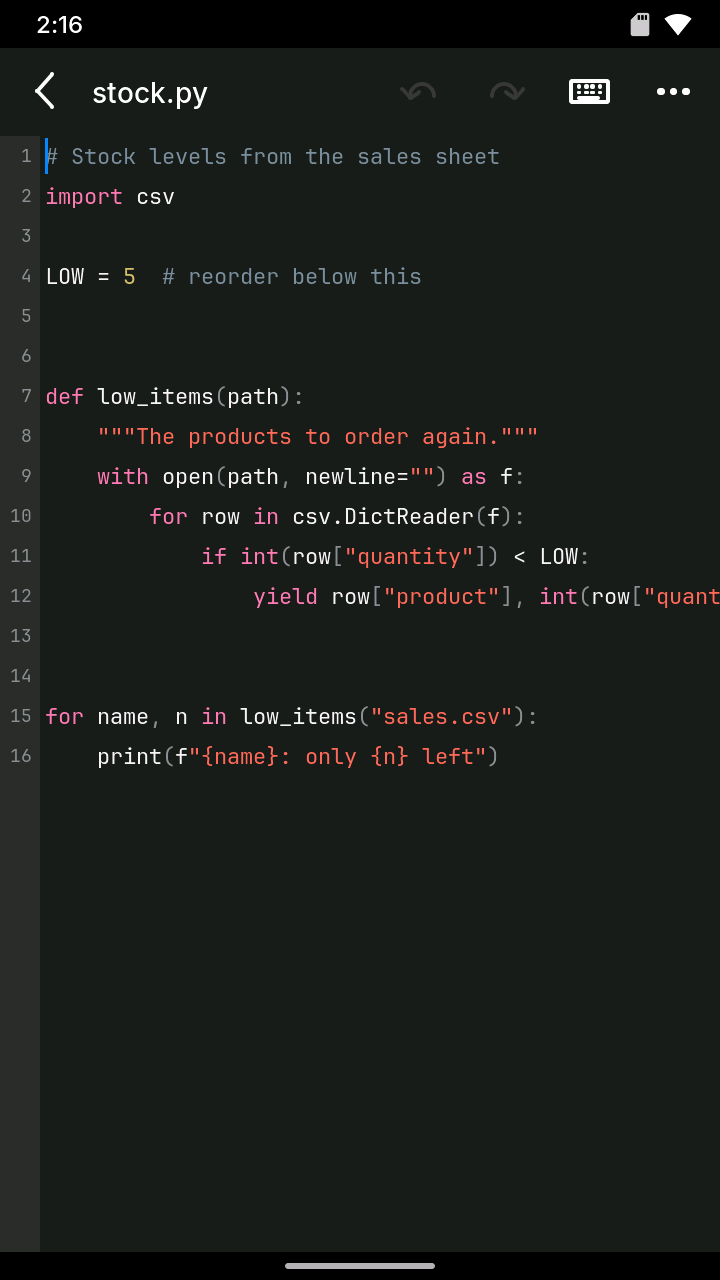 2:16
stock.py
1 # Stock levels from the sales sheet
2 import csv
3
4 LOW = 5  # reorder below this
5
6
7 def low_items(path):
8     """The products to order again."""
9     with open(path, newline="") as f:
10         for row in csv.DictReader(f):
11             if int(row["quantity"]) < LOW:
12                 yield row["product"], int(row["quant
13
14
15 for name, n in low_items("sales.csv"):
16     print(f"{name}: only {n} left")